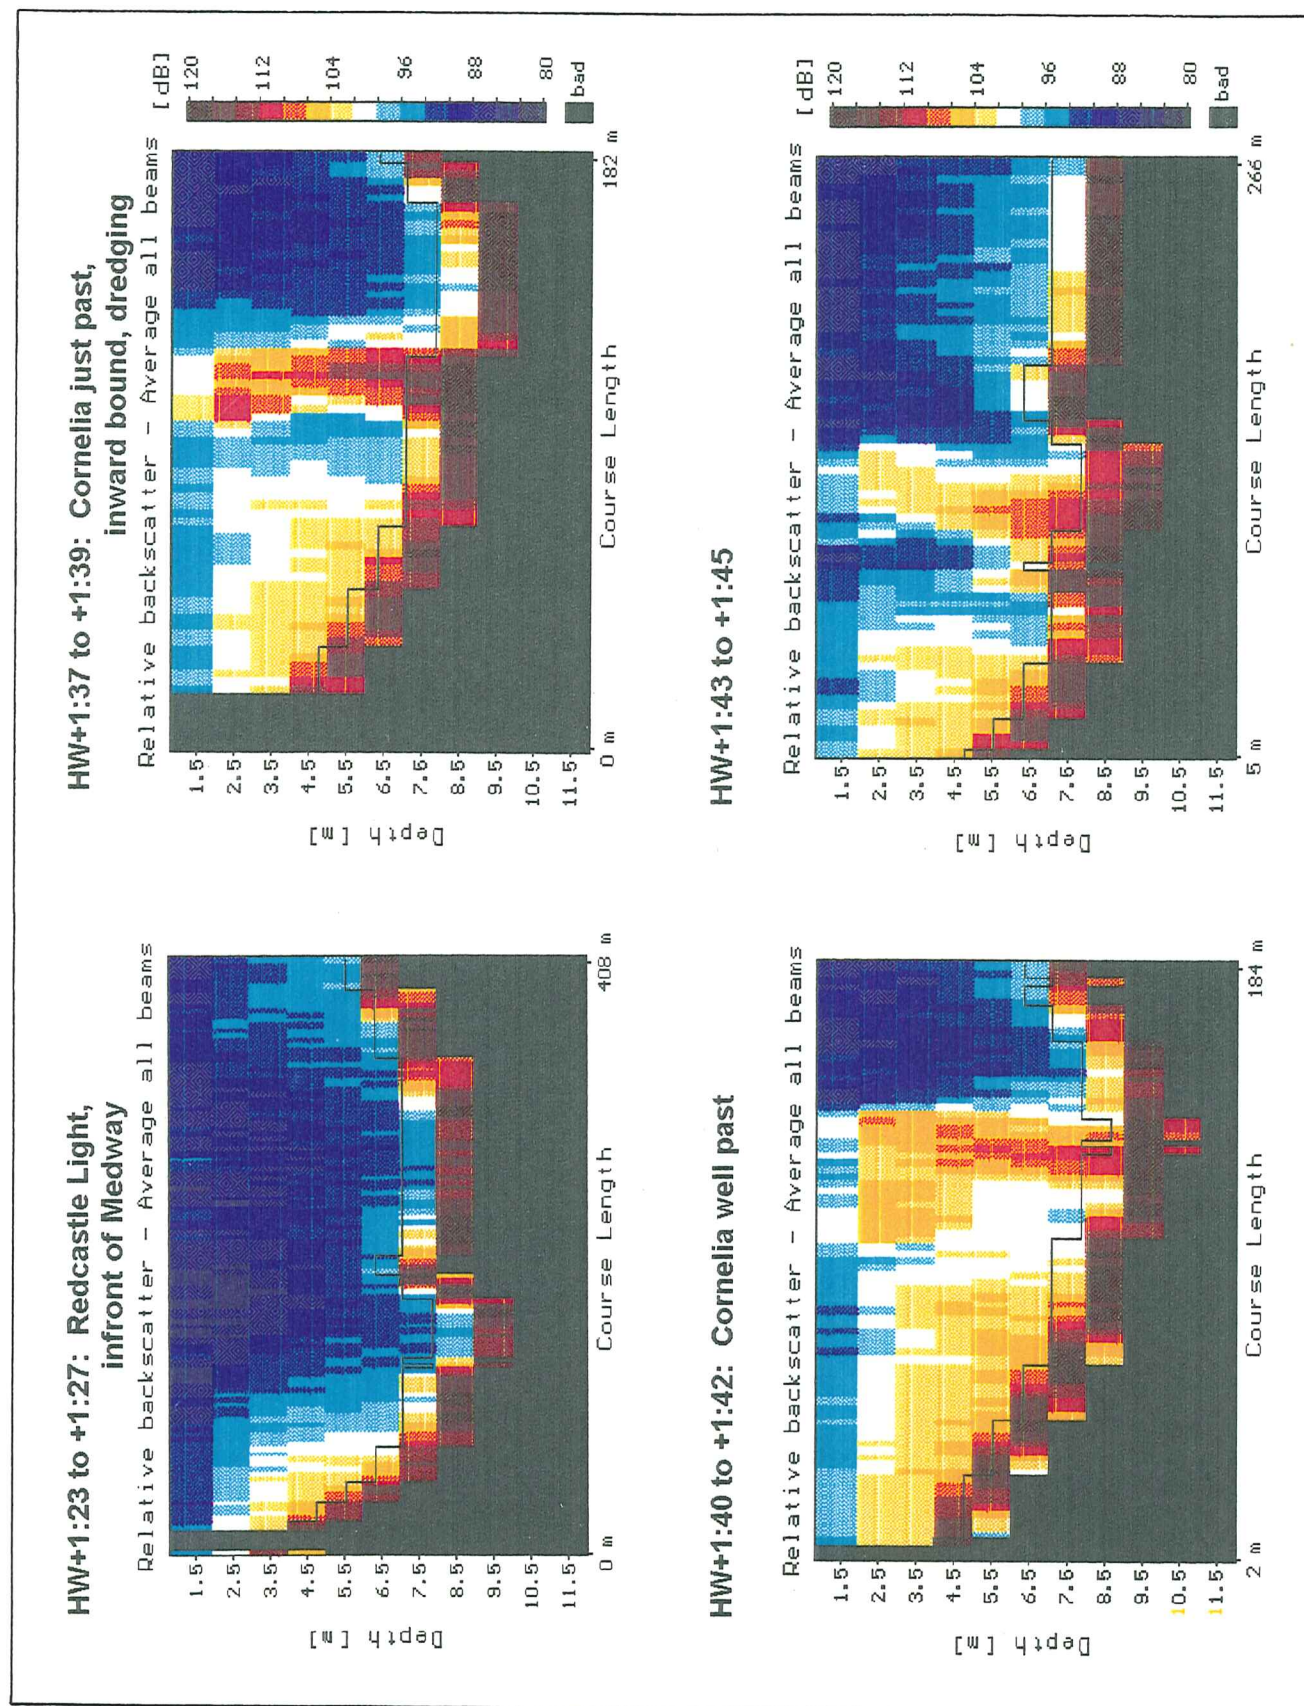 HW+1:23 to +1:27: Redcastle Light,
infront of Medway
Relative backscatter - Average all beams
1.5
2.5
3.5
4.5
5.5
6.5
7.5
8.5
9.5
10.5
11.5
Depth [m]
0 m
408 m
Course Length
HW+1:37 to +1:39: Cornelia just past,
inward bound, dredging
Relative backscatter - Average all beams
[dB]
1.5
2.5
3.5
4.5
5.5
6.5
7.5
8.5
9.5
10.5
11.5
Depth [m]
0 m
182 m
Course Length
120
112
104
96
88
80
bad
HW+1:40 to +1:42: Cornelia well past
Relative backscatter - Average all beams
1.5
2.5
3.5
4.5
5.5
6.5
7.5
8.5
9.5
10.5
11.5
Depth [m]
2 m
184 m
Course Length
HW+1:43 to +1:45
Relative backscatter - Average all beams
[dB]
1.5
2.5
3.5
4.5
5.5
6.5
7.5
8.5
9.5
10.5
11.5
Depth [m]
5 m
266 m
Course Length
120
112
104
96
88
80
bad